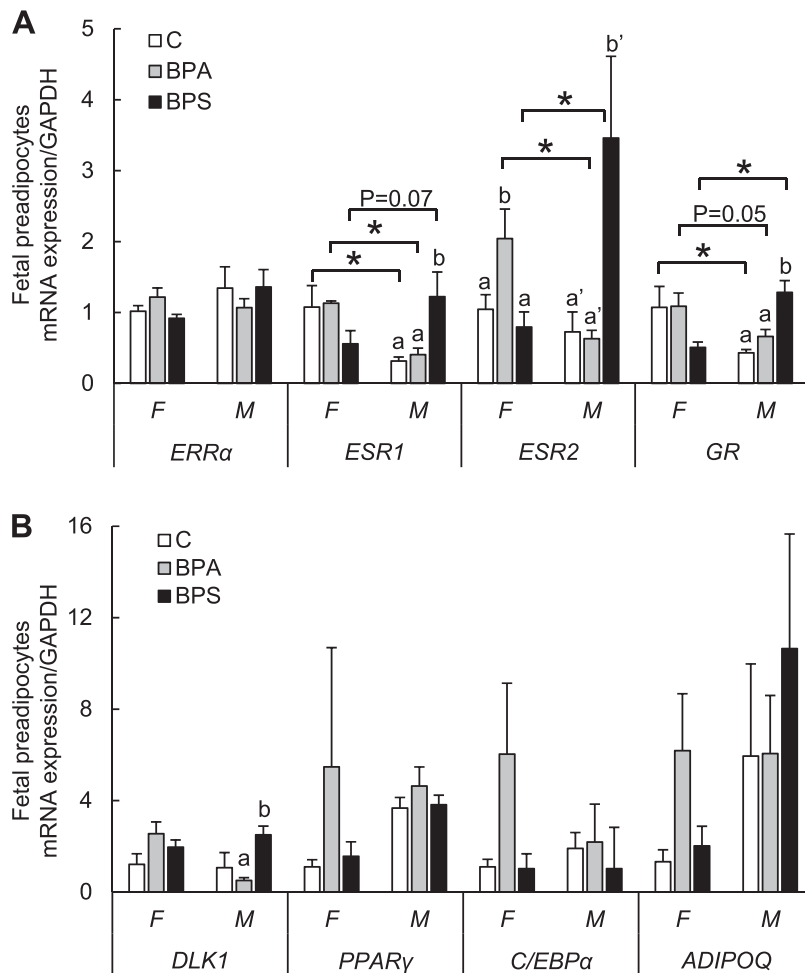 A
Fetal preadipocytes
mRNA expression/GAPDH
5
4
3
2
1
0
C
BPA
BPS
b’
*
*
b
P=0.07
*
*
b
a
a
a
a
a’
a’
*
P=0.05
*
b
a
a
F M F M F M F M
ERRα ESR1 ESR2 GR
B
Fetal preadipocytes
mRNA expression/GAPDH
16
12
8
4
0
C
BPA
BPS
b
a
F M F M F M F M
DLK1 PPARγ C/EBPα ADIPOQ